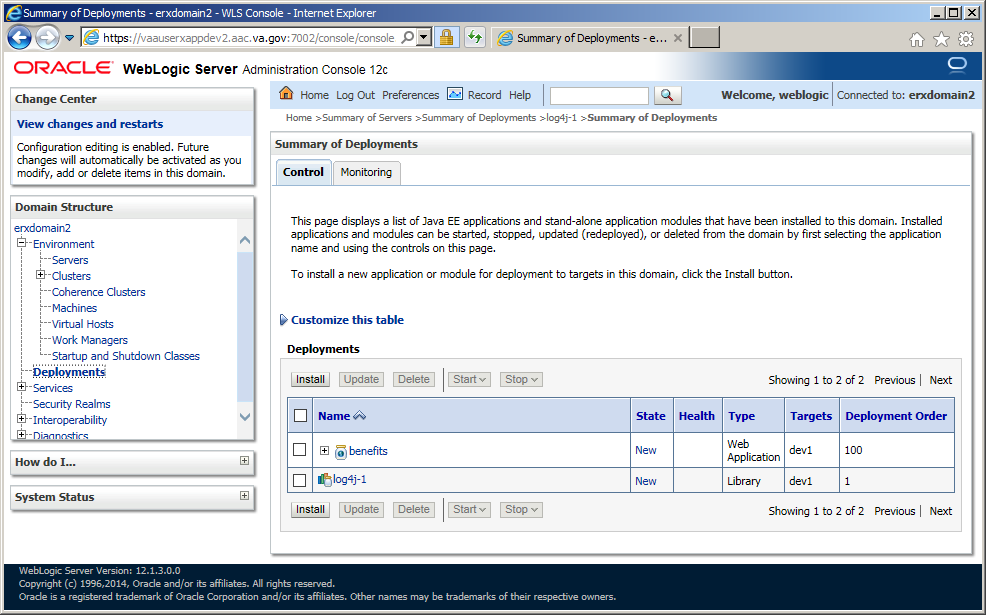 Summary of Deployments - erxdomain2 - WLS Console - Internet Explorer
https://vaauserxappdev2.aac.va.gov:7002/console/console
Summary of Deployments - e...
ORACLE WebLogic Server Administration Console 12c
Change Center
View changes and restarts
Configuration editing is enabled. Future
changes will automatically be activated as you
modify, add or delete items in this domain.
Domain Structure
erxdomain2
Environment
Servers
Clusters
Coherence Clusters
Machines
Virtual Hosts
Work Managers
Startup and Shutdown Classes
Deployments
Services
Security Realms
Interoperability
Diagnostics
How do I...
System Status
Home Log Out Preferences Record Help
Welcome, weblogic Connected to: erxdomain2
Home >Summary of Servers >Summary of Deployments >log4j-1 >Summary of Deployments
Summary of Deployments
Control Monitoring
This page displays a list of Java EE applications and stand-alone application modules that have been installed to this domain. Installed
applications and modules can be started, stopped, updated (redeployed), or deleted from the domain by first selecting the application
name and using the controls on this page.
To install a new application or module for deployment to targets in this domain, click the Install button.
Customize this table
Deployments
Install Update Delete Start Stop Showing 1 to 2 of 2 Previous | Next
Name State Health Type Targets Deployment Order
benefits New Web Application dev1 100
log4j-1 New Library dev1 1
Install Update Delete Start Stop Showing 1 to 2 of 2 Previous | Next
WebLogic Server Version: 12.1.3.0.0
Copyright (c) 1996,2014, Oracle and/or its affiliates. All rights reserved.
Oracle is a registered trademark of Oracle Corporation and/or its affiliates. Other names may be trademarks of their respective owners.